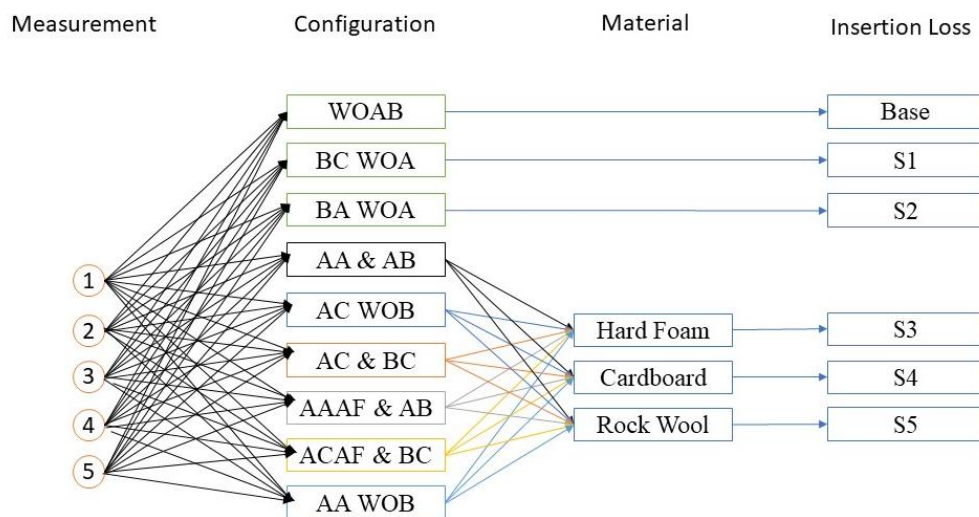 Measurement Configuration Material Insertion Loss
WOAB Base
BC WOA S1
BA WOA S2
AA & AB
1
AC WOB
2 Hard Foam S3
AC & BC
3 Cardboard S4
AAAF & AB
4 Rock Wool S5
ACAF & BC
5
AA WOB